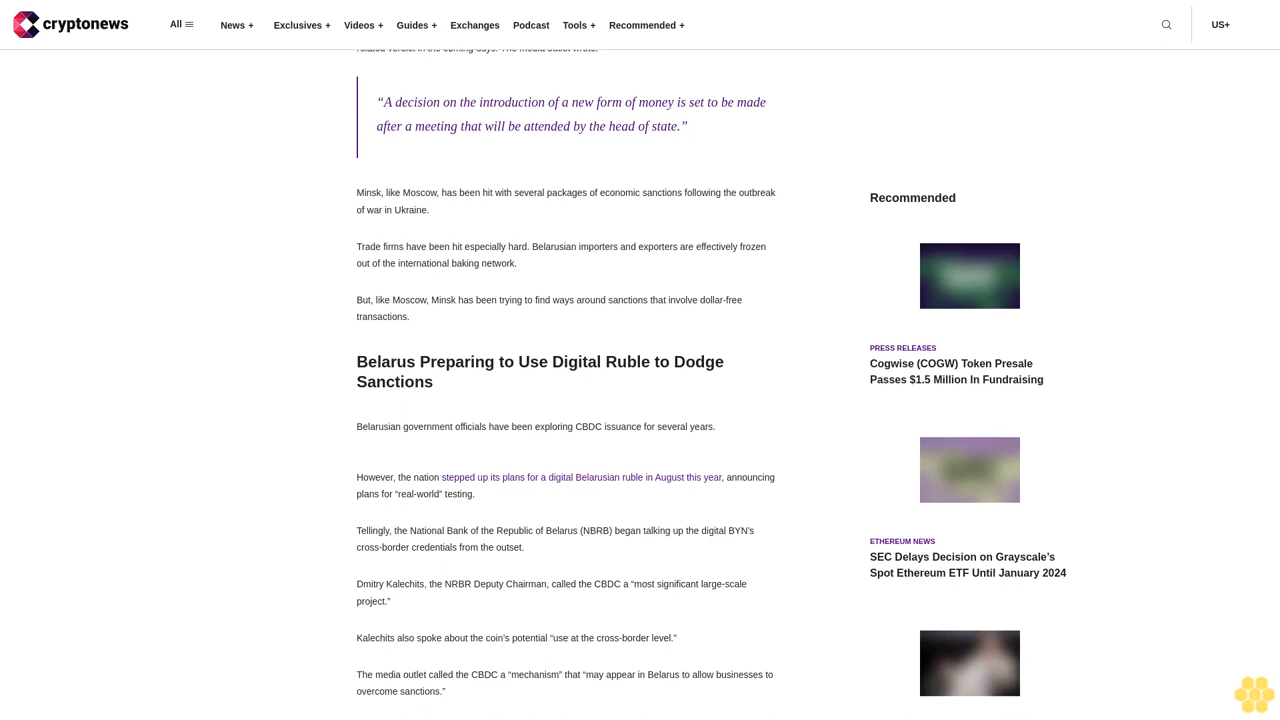 cryptonews
All
News +
Exclusives +
Videos +
Guides +
Exchanges
Podcast
Tools +
Recommended +
US+
related verdict in the coming days. The media outlet wrote:
“A decision on the introduction of a new form of money is set to be made
after a meeting that will be attended by the head of state.”
Minsk, like Moscow, has been hit with several packages of economic sanctions following the outbreak
of war in Ukraine.
Trade firms have been hit especially hard. Belarusian importers and exporters are effectively frozen
out of the international baking network.
But, like Moscow, Minsk has been trying to find ways around sanctions that involve dollar-free
transactions.
Belarus Preparing to Use Digital Ruble to Dodge
Sanctions
Belarusian government officials have been exploring CBDC issuance for several years.
However, the nation stepped up its plans for a digital Belarusian ruble in August this year, announcing
plans for “real-world” testing.
Tellingly, the National Bank of the Republic of Belarus (NBRB) began talking up the digital BYN’s
cross-border credentials from the outset.
Dmitry Kalechits, the NRBR Deputy Chairman, called the CBDC a “most significant large-scale
project.”
Kalechits also spoke about the coin’s potential “use at the cross-border level.”
The media outlet called the CBDC a “mechanism” that “may appear in Belarus to allow businesses to
overcome sanctions.”
Recommended
PRESS RELEASES
Cogwise (COGW) Token Presale
Passes $1.5 Million In Fundraising
ETHEREUM NEWS
SEC Delays Decision on Grayscale’s
Spot Ethereum ETF Until January 2024